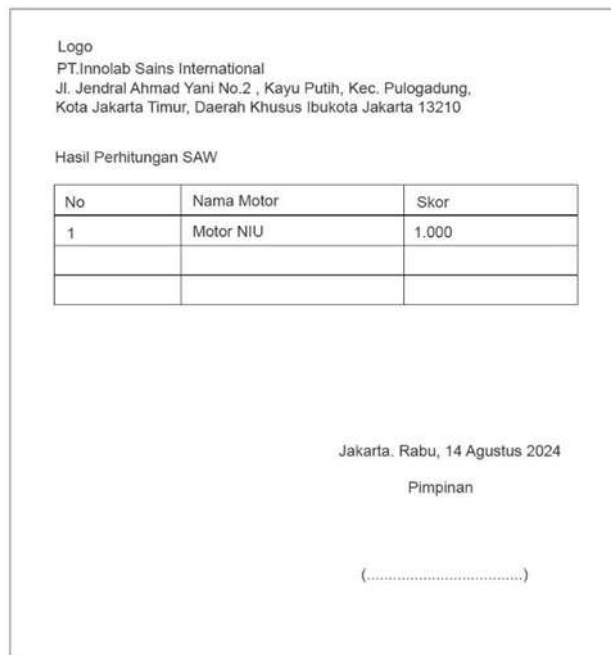 Logo
PT.Innolab Sains International
Jl. Jendral Ahmad Yani No.2 , Kayu Putih, Kec. Pulogadung,
Kota Jakarta Timur, Daerah Khusus Ibukota Jakarta 13210
Hasil Perhitungan SAW
No Nama Motor Skor
1 Motor NIU 1.000
Jakarta. Rabu, 14 Agustus 2024
Pimpinan
(....................................)